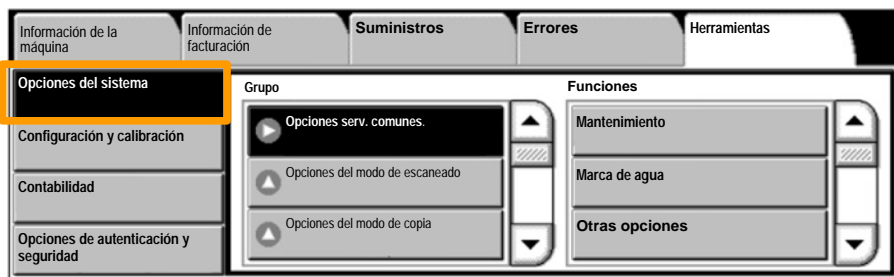 Información de la
máquina
Información de
facturación
Suministros
Errores
Herramientas
Opciones del sistema
Configuración y calibración
Contabilidad
Opciones de autenticación y
seguridad
Grupo
Opciones serv. comunes.
Opciones del modo de escaneado
Opciones del modo de copia
Funciones
Mantenimiento
Marca de agua
Otras opciones